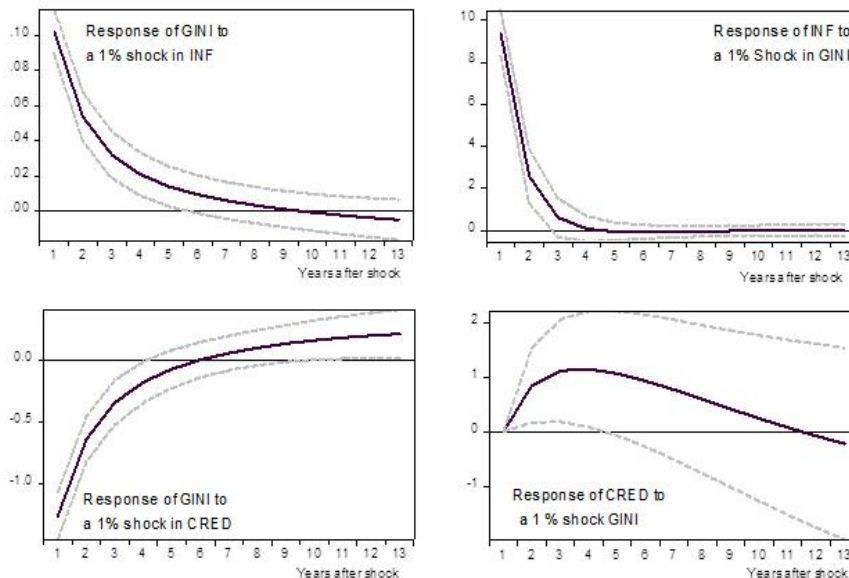 Response of GINI to
a 1% shock in INF
.10
.08
.06
.04
.02
.00
1 2 3 4 5 6 7 8 9 10 11 12 13
Years after shock
Response of INF to
a 1% Shock in GINI
10
8
6
4
2
0
1 2 3 4 5 6 7 8 9 10 11 12 13
Years after shock
0.0
-0.5
-1.0
Response of GINI to
a 1% shock in CRED
1 2 3 4 5 6 7 8 9 10 11 12 13
Years after shock
2
1
0
-1
Response of CRED to
a 1% shock GINI
1 2 3 4 5 6 7 8 9 10 11 12 13
Years after shock